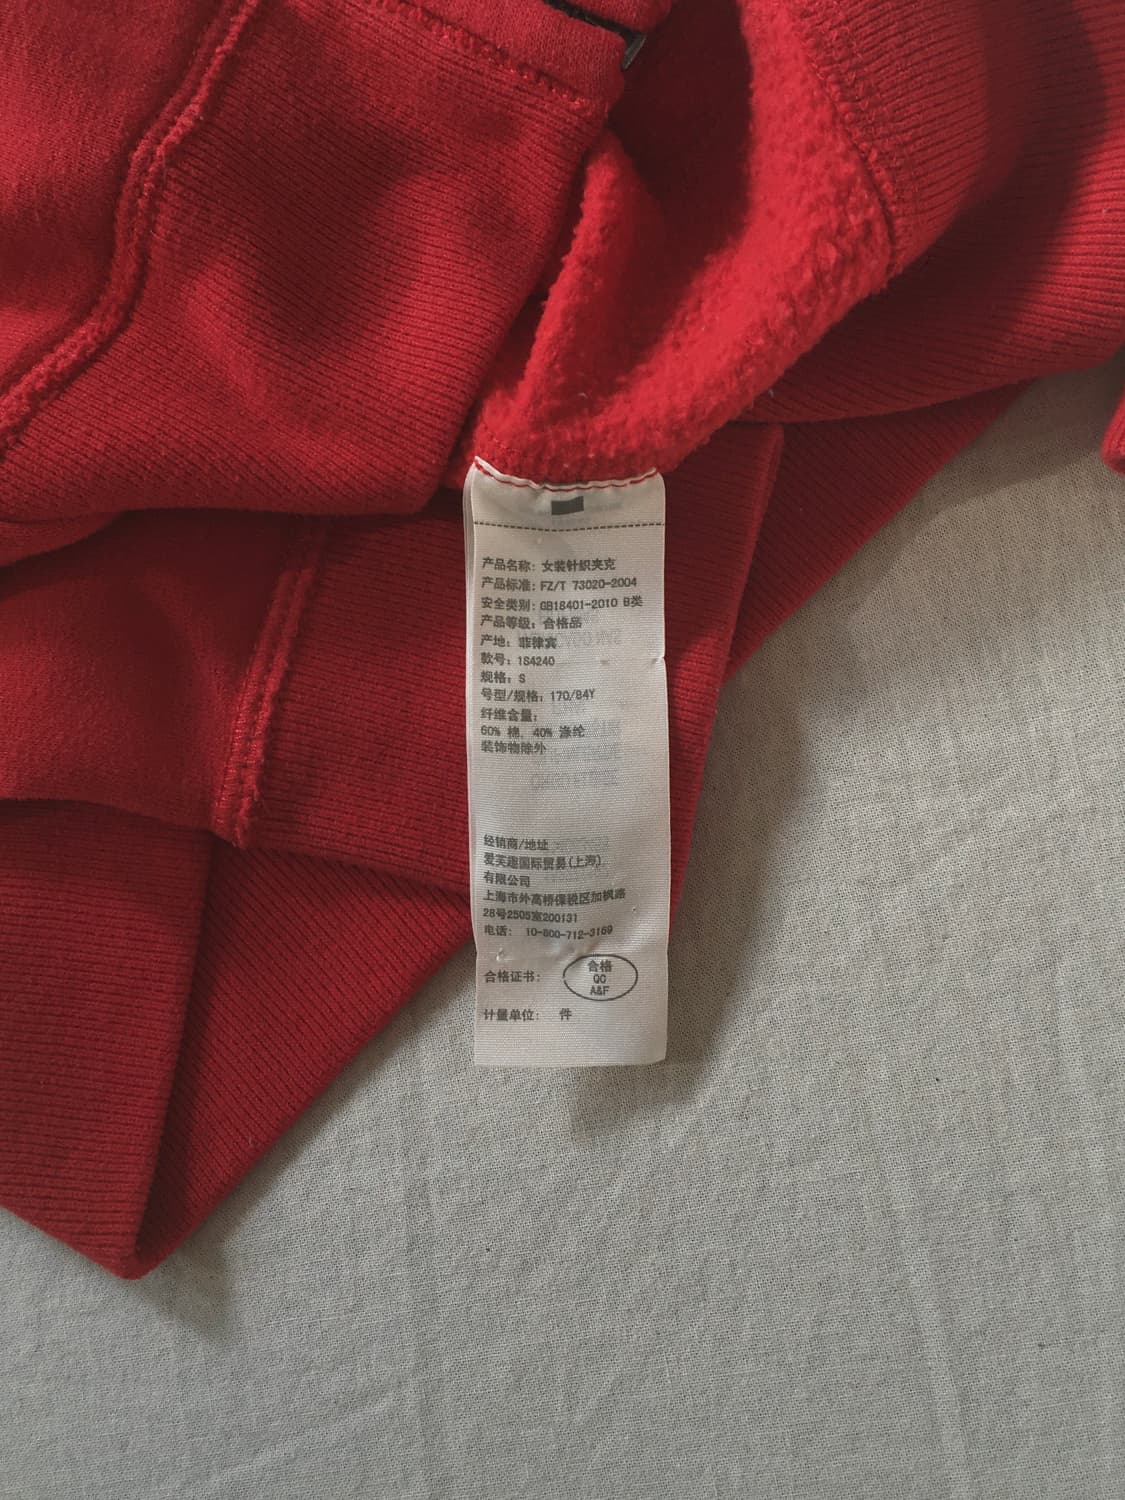 产品名称: 女装针织夹克
产品标准: FZ/T 73020-2004
安全类别: GB18401-2010 B类
产品等级: 合格品
产地: 菲律宾
款号: 184240
规格: S
号型/规格: 170/84Y
纤维含量:
60% 棉, 40% 涤纶
装饰物除外
经销商/地址 :
爱芙趣国际贸易(上海)
有限公司
上海市外高桥保税区加枫路
28号2505室200131
电话: 10-800-712-3169
合格证书:
合格
QC
A&F
计量单位: 件